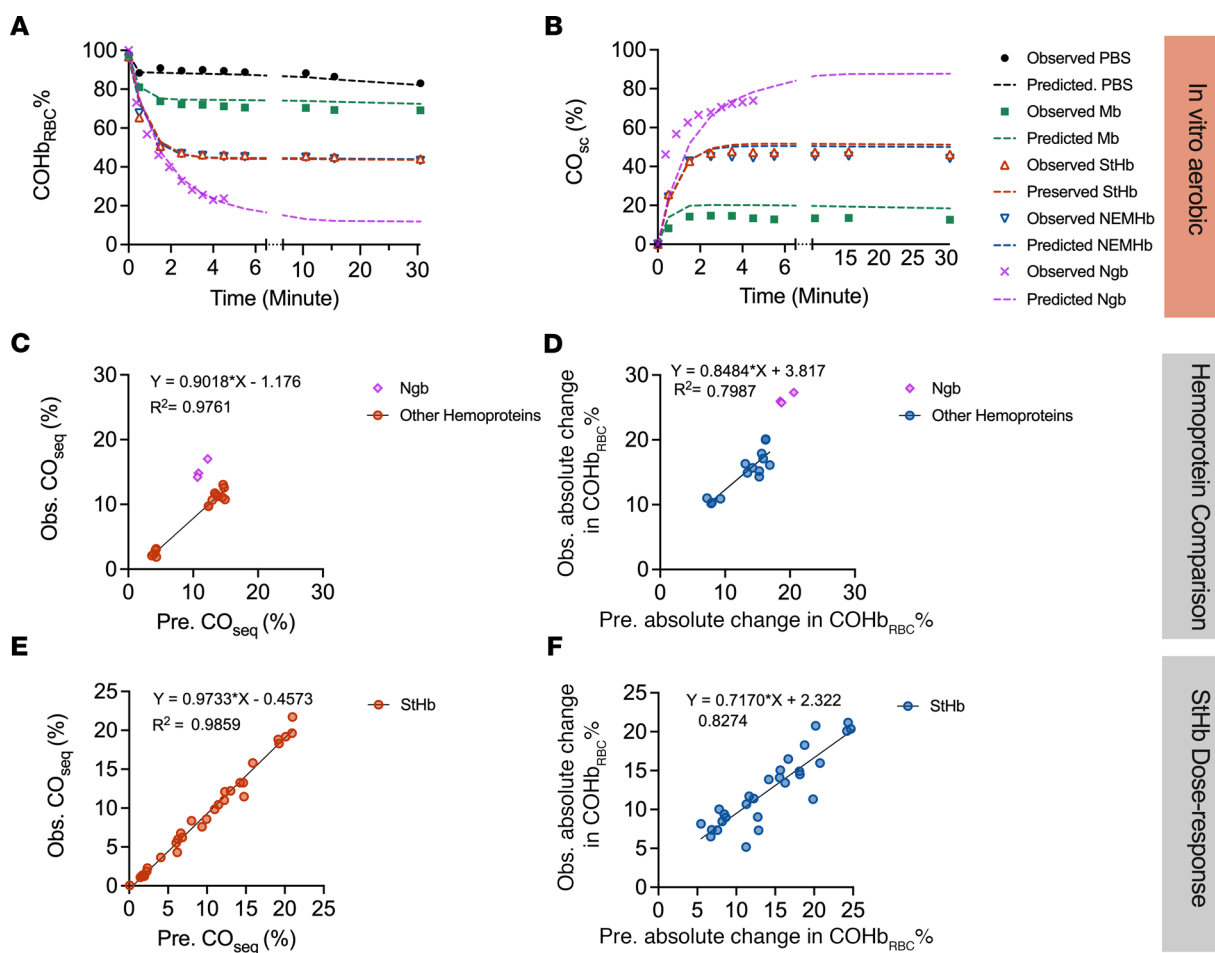 A
COHbRBC%
100
80
60
40
20
0
0 2 4 6 10 20 30
Time (Minute)
B
COsc (%)
100
80
60
40
20
0
0 2 4 6 15 20 25 30
Time (Minute)
Observed PBS
Predicted. PBS
Observed Mb
Predicted Mb
Observed StHb
Preserved StHb
Observed NEMHb
Predicted NEMHb
Observed Ngb
Predicted Ngb
In vitro aerobic
C
Y = 0.9018*X - 1.176
R2= 0.9761
Obs. COseq (%)
30
20
10
0
0 10 20 30
Pre. COseq (%)
Ngb
Other Hemoproteins
D
Y = 0.8484*X + 3.817
R2= 0.7987
Obs. absolute change
in COHbRBC%
30
20
10
0
0 10 20 30
Pre. absolute change in COHbRBC%
Ngb
Other Hemoproteins
Hemoprotein Comparison
E
Y = 0.9733*X - 0.4573
R2 = 0.9859
Obs. COseq (%)
25
20
15
10
5
0
0 5 10 15 20 25
Pre. COseq (%)
StHb
F
Y = 0.7170*X + 2.322
0.8274
Obs. absolute change
in COHbRBC%
25
20
15
10
5
0
0 5 10 15 20 25
Pre. absolute change in COHbRBC%
StHb
StHb Dose-response